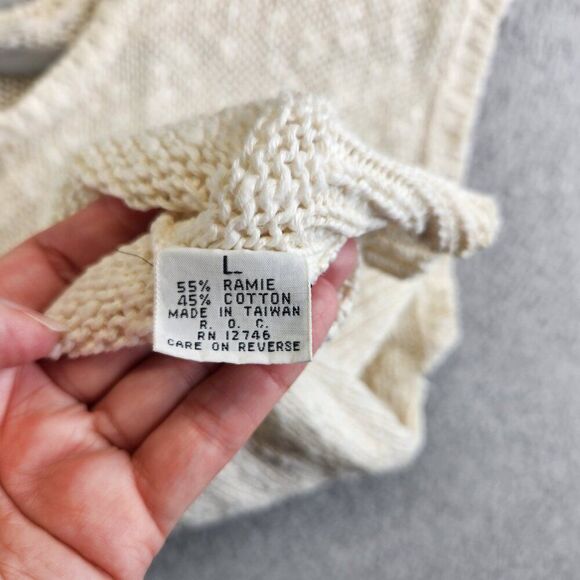 L
55% RAMIE
45% COTTON
MADE IN TAIWAN
R. O. C.
RN 12746
CARE ON REVERSE